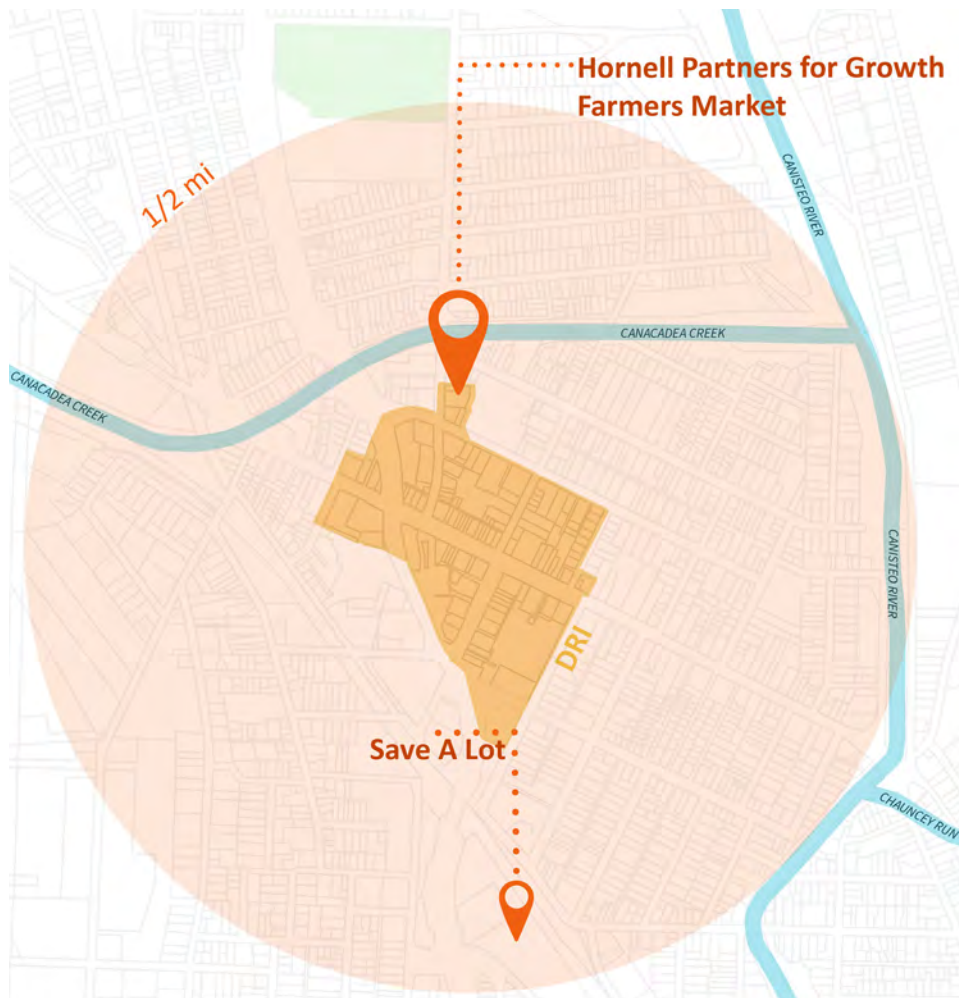 Hornell Partners for Growth
Farmers Market
1/2 mi
CANISTEO RIVER
CANACADEA CREEK
CANACADEA CREEK
CANISTEO RIVER
DRI
Save A Lot
CHAUNCEY RUN